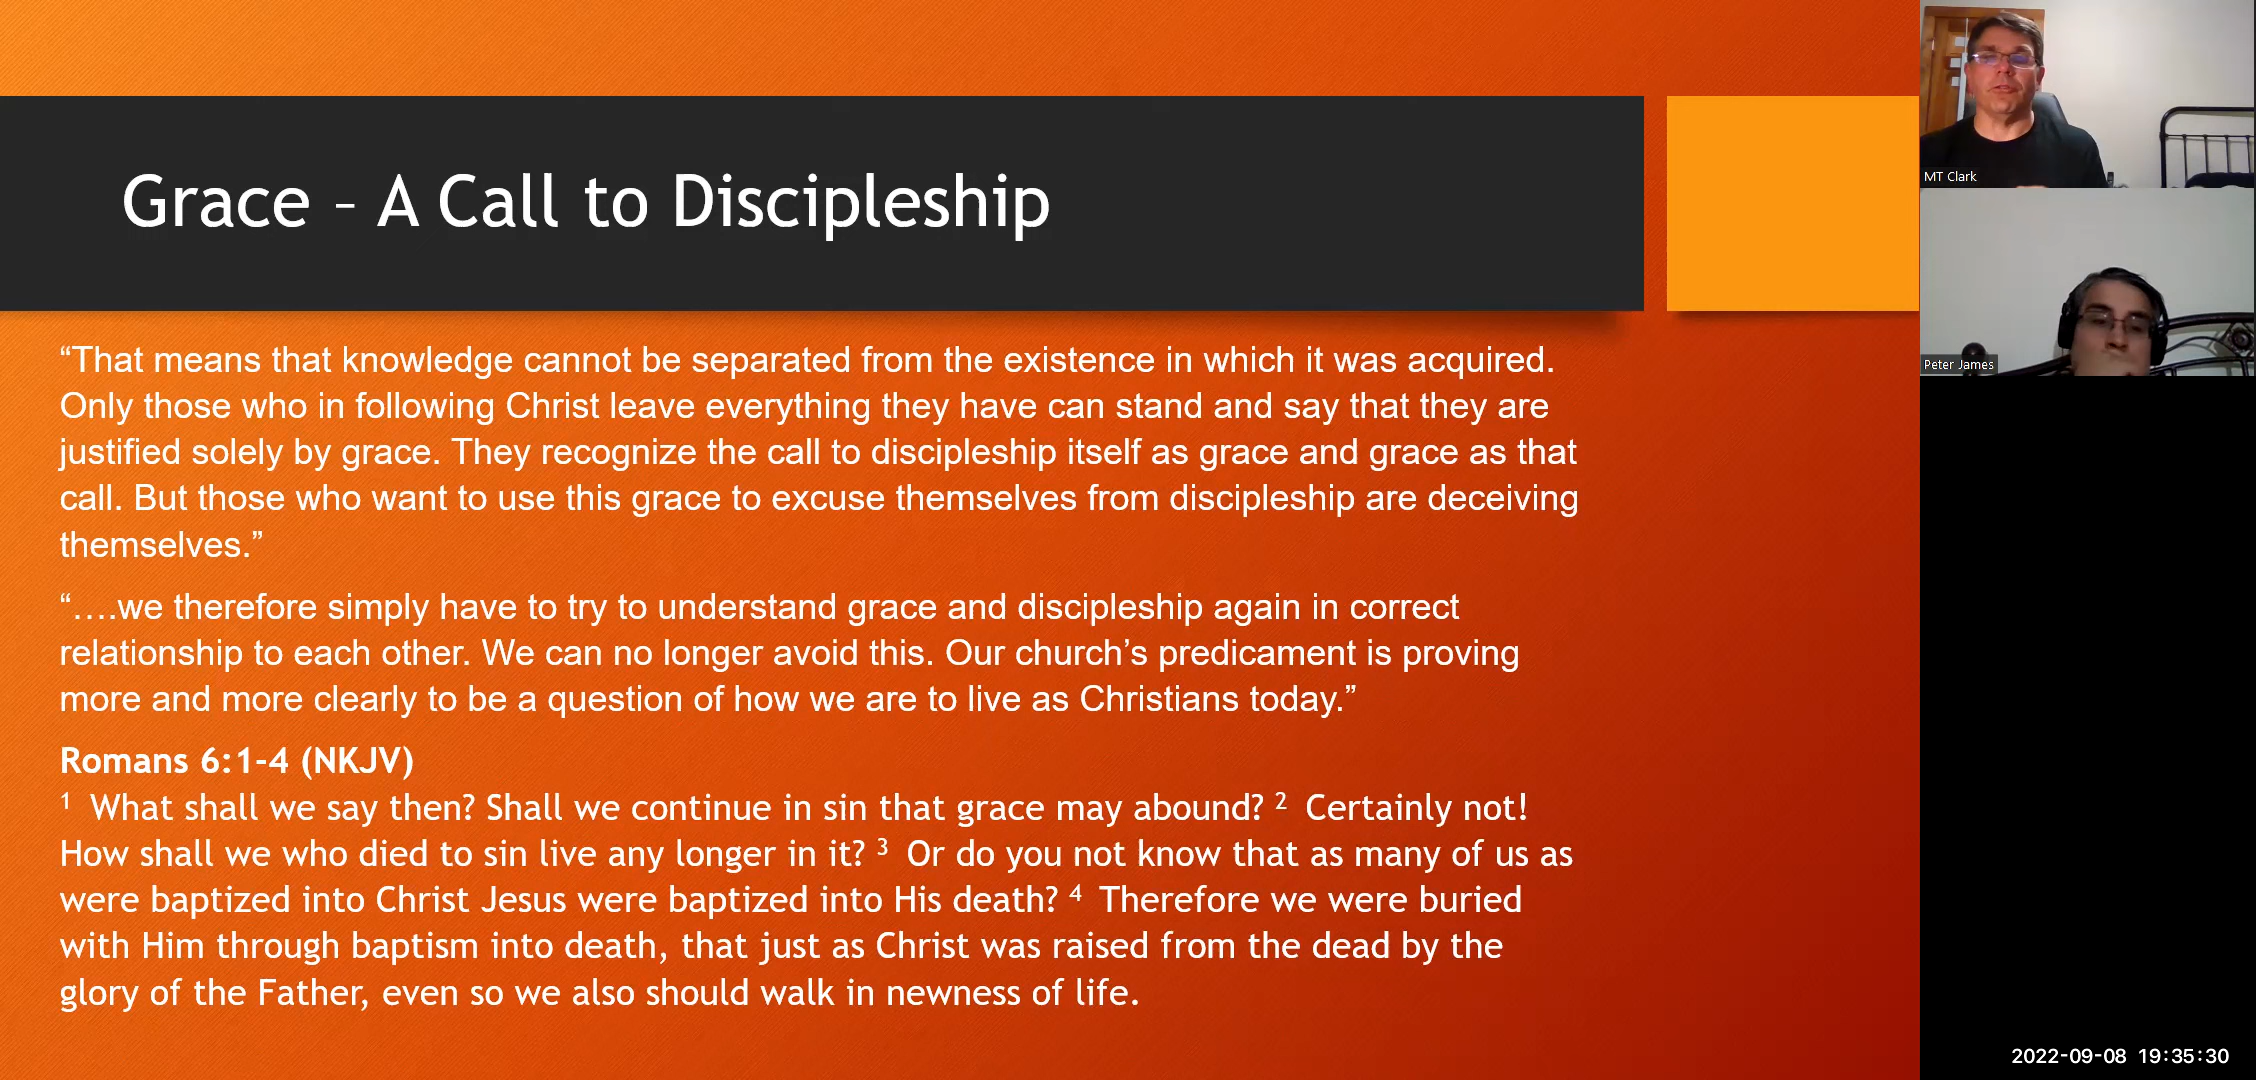 Grace – A Call to Discipleship
“That means that knowledge cannot be separated from the existence in which it was acquired.
Only those who in following Christ leave everything they have can stand and say that they are
justified solely by grace. They recognize the call to discipleship itself as grace and grace as that
call. But those who want to use this grace to excuse themselves from discipleship are deceiving
themselves.”
“….we therefore simply have to try to understand grace and discipleship again in correct
relationship to each other. We can no longer avoid this. Our church’s predicament is proving
more and more clearly to be a question of how we are to live as Christians today.”
Romans 6:1-4 (NKJV)
1 What shall we say then? Shall we continue in sin that grace may abound? 2 Certainly not!
How shall we who died to sin live any longer in it? 3 Or do you not know that as many of us as
were baptized into Christ Jesus were baptized into His death? 4 Therefore we were buried
with Him through baptism into death, that just as Christ was raised from the dead by the
glory of the Father, even so we also should walk in newness of life.
MT Clark
Peter James
2022-09-08 19:35:30